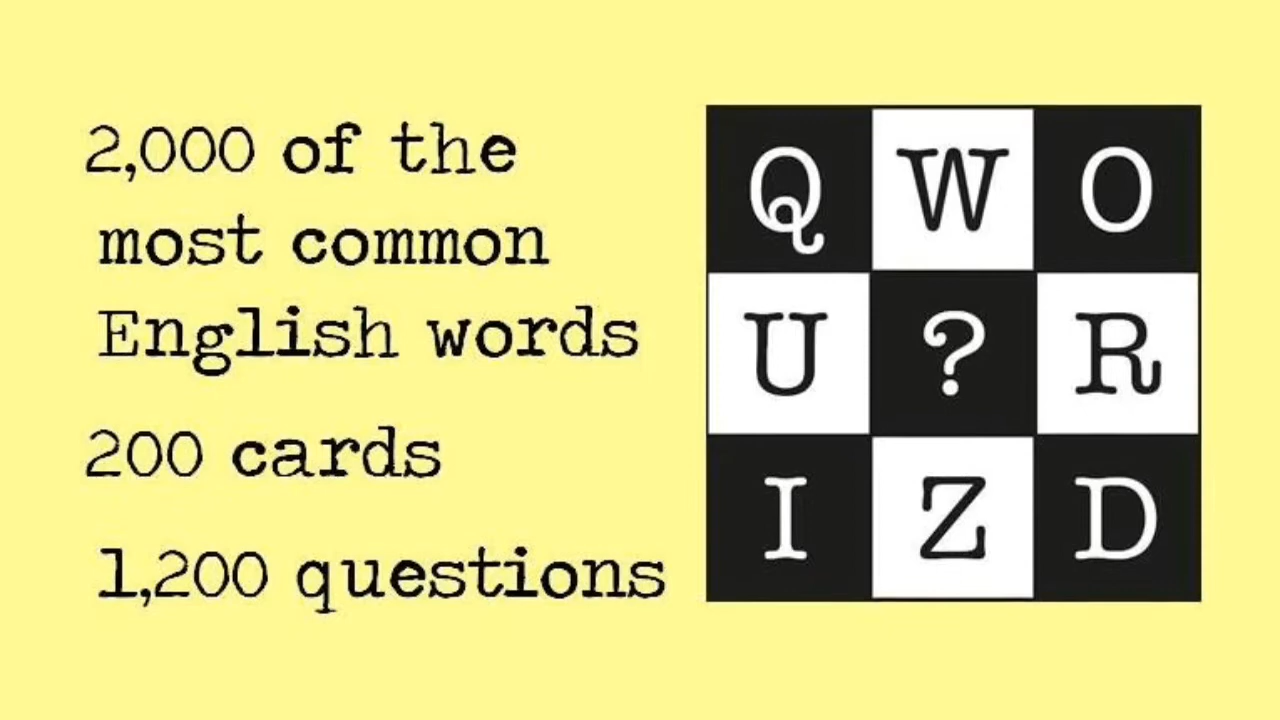 2,000 of the
most common
English words
200 cards
1,200 questions
Q W O
U ? R
I Z D